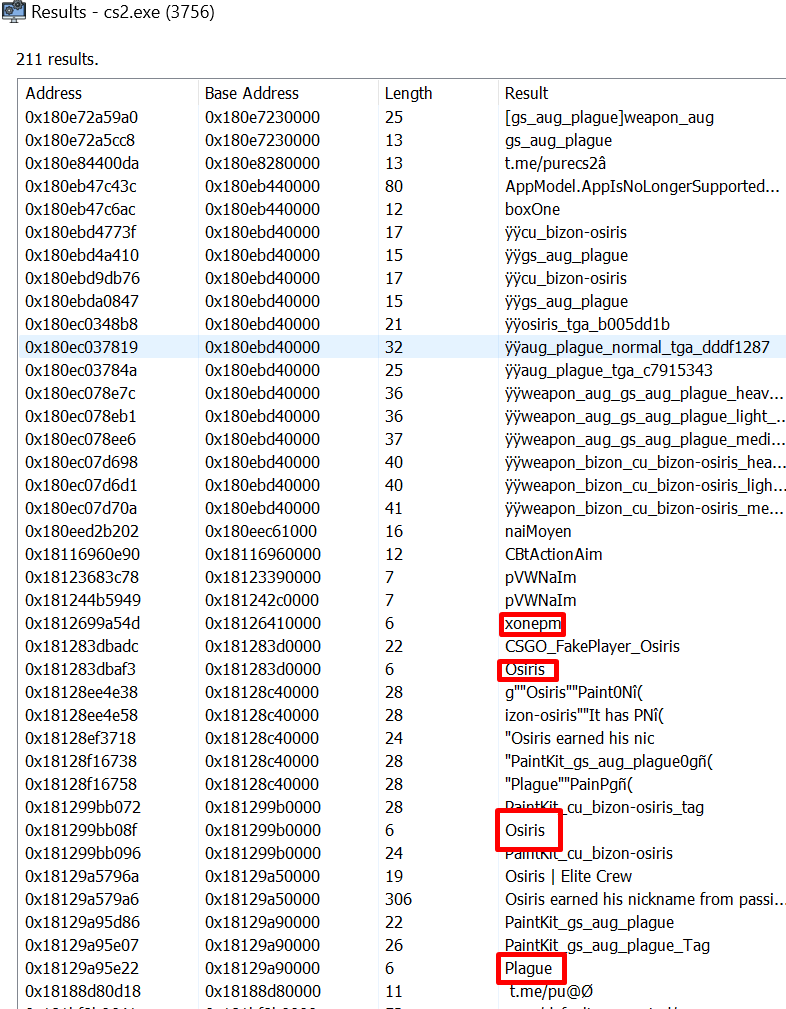 Results - cs2.exe (3756)
211 results.
Address Base Address Length Result
0x180e72a59a0 0x180e7230000 25 [gs_aug_plague]weapon_aug
0x180e72a5cc8 0x180e7230000 13 gs_aug_plague
0x180e84400da 0x180e8280000 13 t.me/purecs2â
0x180eb47c43c 0x180eb440000 80 AppModel.AppIsNoLongerSupported...
0x180eb47c6ac 0x180eb440000 12 boxOne
0x180ebd4773f 0x180ebd40000 17 ÿÿcu_bizon-osiris
0x180ebd4a410 0x180ebd40000 15 ÿÿgs_aug_plague
0x180ebd9db76 0x180ebd40000 17 ÿÿcu_bizon-osiris
0x180ebda0847 0x180ebd40000 15 ÿÿgs_aug_plague
0x180ec0348b8 0x180ebd40000 21 ÿÿosiris_tga_b005dd1b
0x180ec037819 0x180ebd40000 32 ÿÿaug_plague_normal_tga_dddf1287
0x180ec03784a 0x180ebd40000 25 ÿÿaug_plague_tga_c7915343
0x180ec078e7c 0x180ebd40000 36 ÿÿweapon_aug_gs_aug_plague_heav...
0x180ec078eb1 0x180ebd40000 36 ÿÿweapon_aug_gs_aug_plague_light_...
0x180ec078ee6 0x180ebd40000 37 ÿÿweapon_aug_gs_aug_plague_medi...
0x180ec07d698 0x180ebd40000 40 ÿÿweapon_bizon_cu_bizon-osiris_hea...
0x180ec07d6d1 0x180ebd40000 40 ÿÿweapon_bizon_cu_bizon-osiris_ligh...
0x180ec07d70a 0x180ebd40000 41 ÿÿweapon_bizon_cu_bizon-osiris_me...
0x180eed2b202 0x180eec61000 16 naiMoyen
0x18116960e90 0x18116960000 12 CBtActionAim
0x18123683c78 0x18123390000 7 pVWNaIm
0x181244b5949 0x181242c0000 7 pVWNaIm
0x1812699a54d 0x18126410000 6 xonepm
0x181283dbadc 0x181283d0000 22 CSGO_FakePlayer_Osiris
0x181283dbaf3 0x181283d0000 6 Osiris
0x18128ee4e38 0x18128c40000 28 g""Osiris""Paint0Nî(
0x18128ee4e58 0x18128c40000 28 izon-osiris""It has PNî(
0x18128ef3718 0x18128c40000 24 "Osiris earned his nic
0x18128f16738 0x18128c40000 28 "PaintKit_gs_aug_plague0gñ(
0x18128f16758 0x18128c40000 28 "Plague""PainPgñ(
0x181299bb072 0x181299b0000 28 PaintKit_cu_bizon-osiris_tag
0x181299bb08f 0x181299b0000 6 Osiris
0x181299bb096 0x181299b0000 24 PaintKit_cu_bizon-osiris
0x18129a5796a 0x18129a50000 19 Osiris | Elite Crew
0x18129a579a6 0x18129a50000 306 Osiris earned his nickname from passi...
0x18129a95d86 0x18129a90000 22 PaintKit_gs_aug_plague
0x18129a95e07 0x18129a90000 26 PaintKit_gs_aug_plague_Tag
0x18129a95e22 0x18129a90000 6 Plague
0x18188d80d18 0x18188d80000 11 t.me/pu@Ø